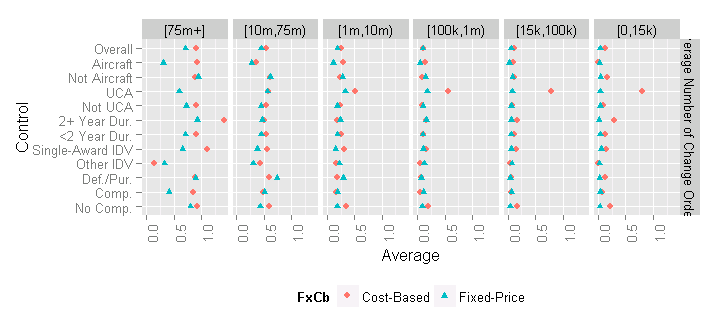 [75m+]
[10m,75m)
[1m,10m)
[100k,1m)
[15k,100k)
[0,15k)
Control
Overall
Aircraft
Not Aircraft
UCA
Not UCA
2+ Year Dur.
<2 Year Dur.
Single-Award IDV
Other IDV
Def./Pur.
Comp.
No Comp.
Number of Change
0.0 0.5 1.0 0.0 0.5 1.0 0.0 0.5 1.0 0.0 0.5 1.0 0.0 0.5 1.0 0.0 0.5 1.0
Average
FxCb Cost-Based Fixed-Price